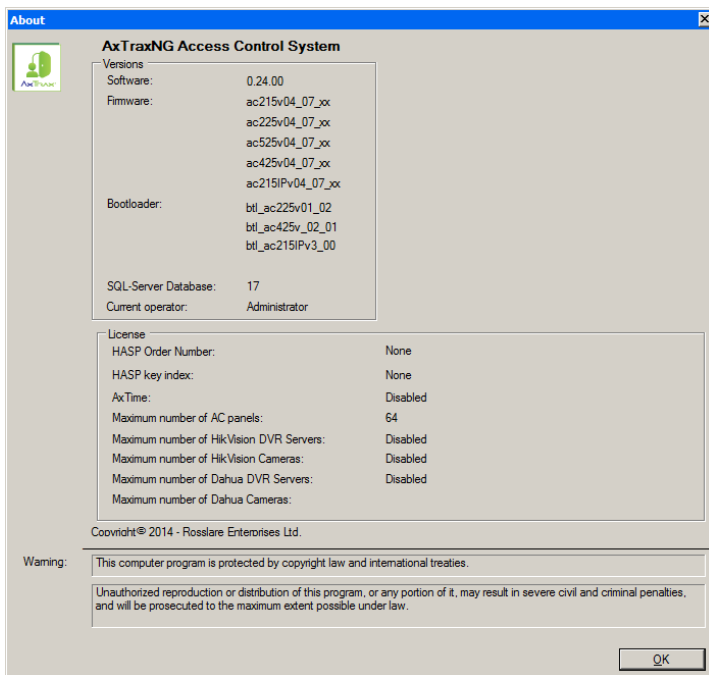 About
AxTraxNG Access Control System
AxTrax
Versions
Software: 0.24.00
Firmware: ac215v04_07_xx
ac225v04_07_xx
ac525v04_07_xx
ac425v04_07_xx
ac215IPv04_07_xx
Bootloader: btl_ac225v01_02
btl_ac425v_02_01
btl_ac215IPv3_00
SQL-Server Database: 17
Current operator: Administrator
License
HASP Order Number: None
HASP key index: None
AxTime: Disabled
Maximum number of AC panels: 64
Maximum number of HikVision DVR Servers: Disabled
Maximum number of HikVision Cameras: Disabled
Maximum number of Dahua DVR Servers: Disabled
Maximum number of Dahua Cameras:
Copyright© 2014 - Rosslare Enterprises Ltd.
Warning: This computer program is protected by copyright law and international treaties.
Unauthorized reproduction or distribution of this program, or any portion of it, may result in severe civil and criminal penalties,
and will be prosecuted to the maximum extent possible under law.
OK